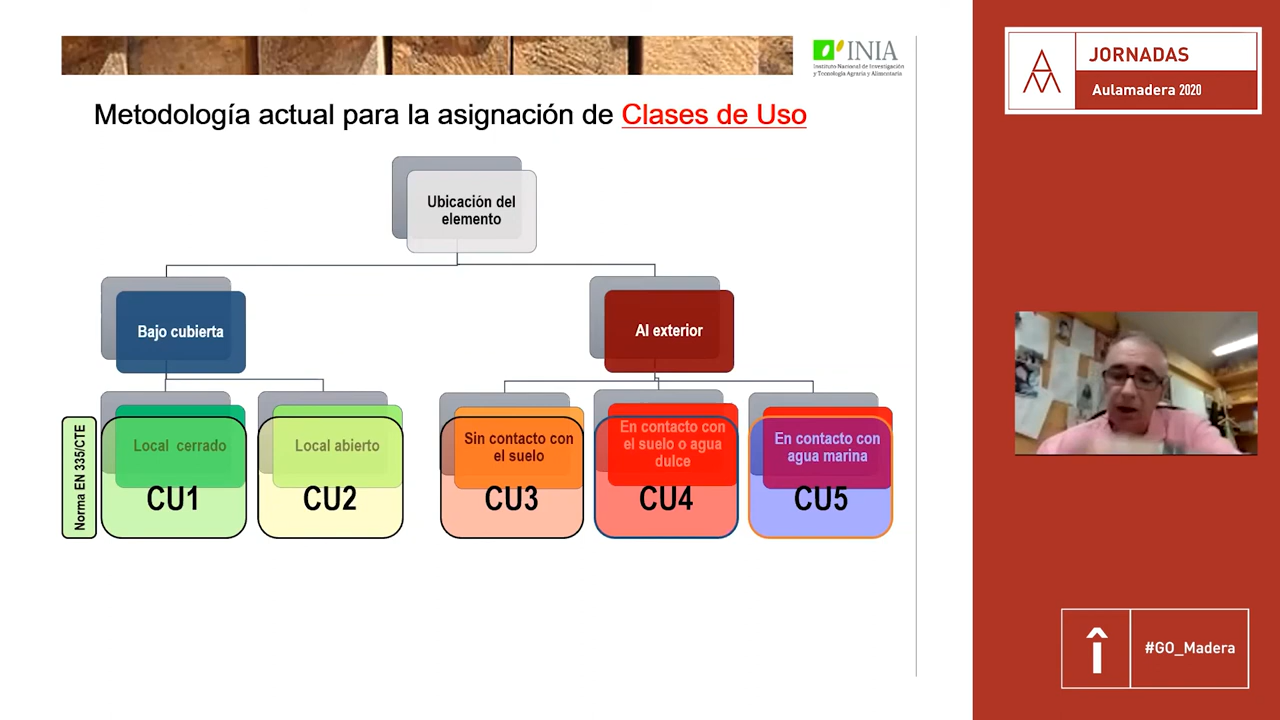 INIA
Instituto Nacional de Investigación
y Tecnología Agraria y Alimentaria
JORNADAS
Aulamadera 2020
Metodología actual para la asignación de Clases de Uso
Ubicación del
elemento
Bajo cubierta
Al exterior
Norma EN 335/CTE
Local cerrado
CU1
Local abierto
CU2
Sin contacto con
el suelo
CU3
En contacto con
el suelo o agua
dulce
CU4
En contacto con
agua marina
CU5
#GO_Madera